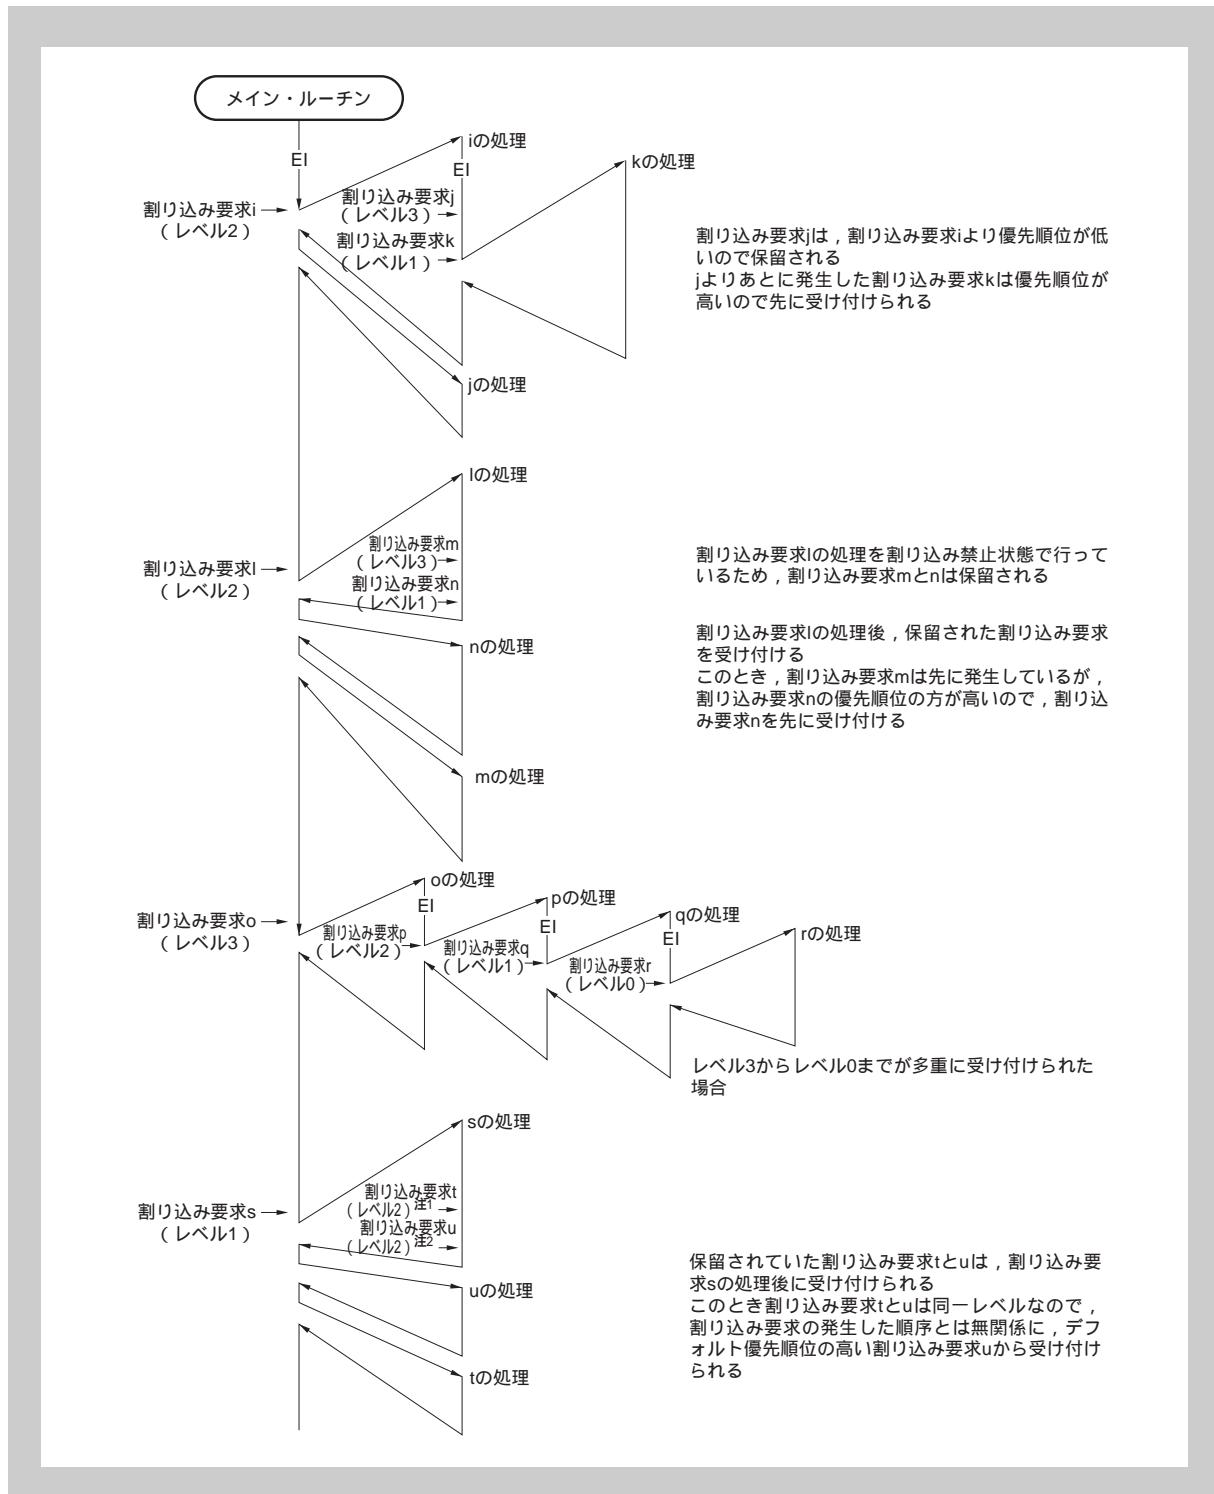 メイン・ルーチン
EI
iの処理
EI
kの処理
割り込み要求i
（レベル2）
割り込み要求j
（レベル3）
割り込み要求k
（レベル1）
割り込み要求jは，割り込み要求iより優先順位が低
いので保留される
jよりあとに発生した割り込み要求kは優先順位が
高いので先に受け付けられる
jの処理
lの処理
割り込み要求l
（レベル2）
割り込み要求m
（レベル3）
割り込み要求n
（レベル1）
割り込み要求lの処理を割り込み禁止状態で行って
いるため，割り込み要求mとnは保留される
nの処理
割り込み要求lの処理後，保留された割り込み要求
を受け付ける
このとき，割り込み要求mは先に発生しているが，
割り込み要求nの優先順位の方が高いので，割り込
み要求nを先に受け付ける
mの処理
oの処理
EI
pの処理
EI
qの処理
EI
rの処理
割り込み要求o
（レベル3）
割り込み要求p
（レベル2）
割り込み要求q
（レベル1）
割り込み要求r
（レベル0）
レベル3からレベル0までが多重に受け付けられた
場合
sの処理
割り込み要求s
（レベル1）
割り込み要求t
（レベル2）注1
割り込み要求u
（レベル2）注2
uの処理
保留されていた割り込み要求tとuは，割り込み要
求sの処理後に受け付けられる
このとき割り込み要求tとuは同一レベルなので，
割り込み要求の発生した順序とは無関係に，デフ
ォルト優先順位の高い割り込み要求uから受け付け
られる
tの処理